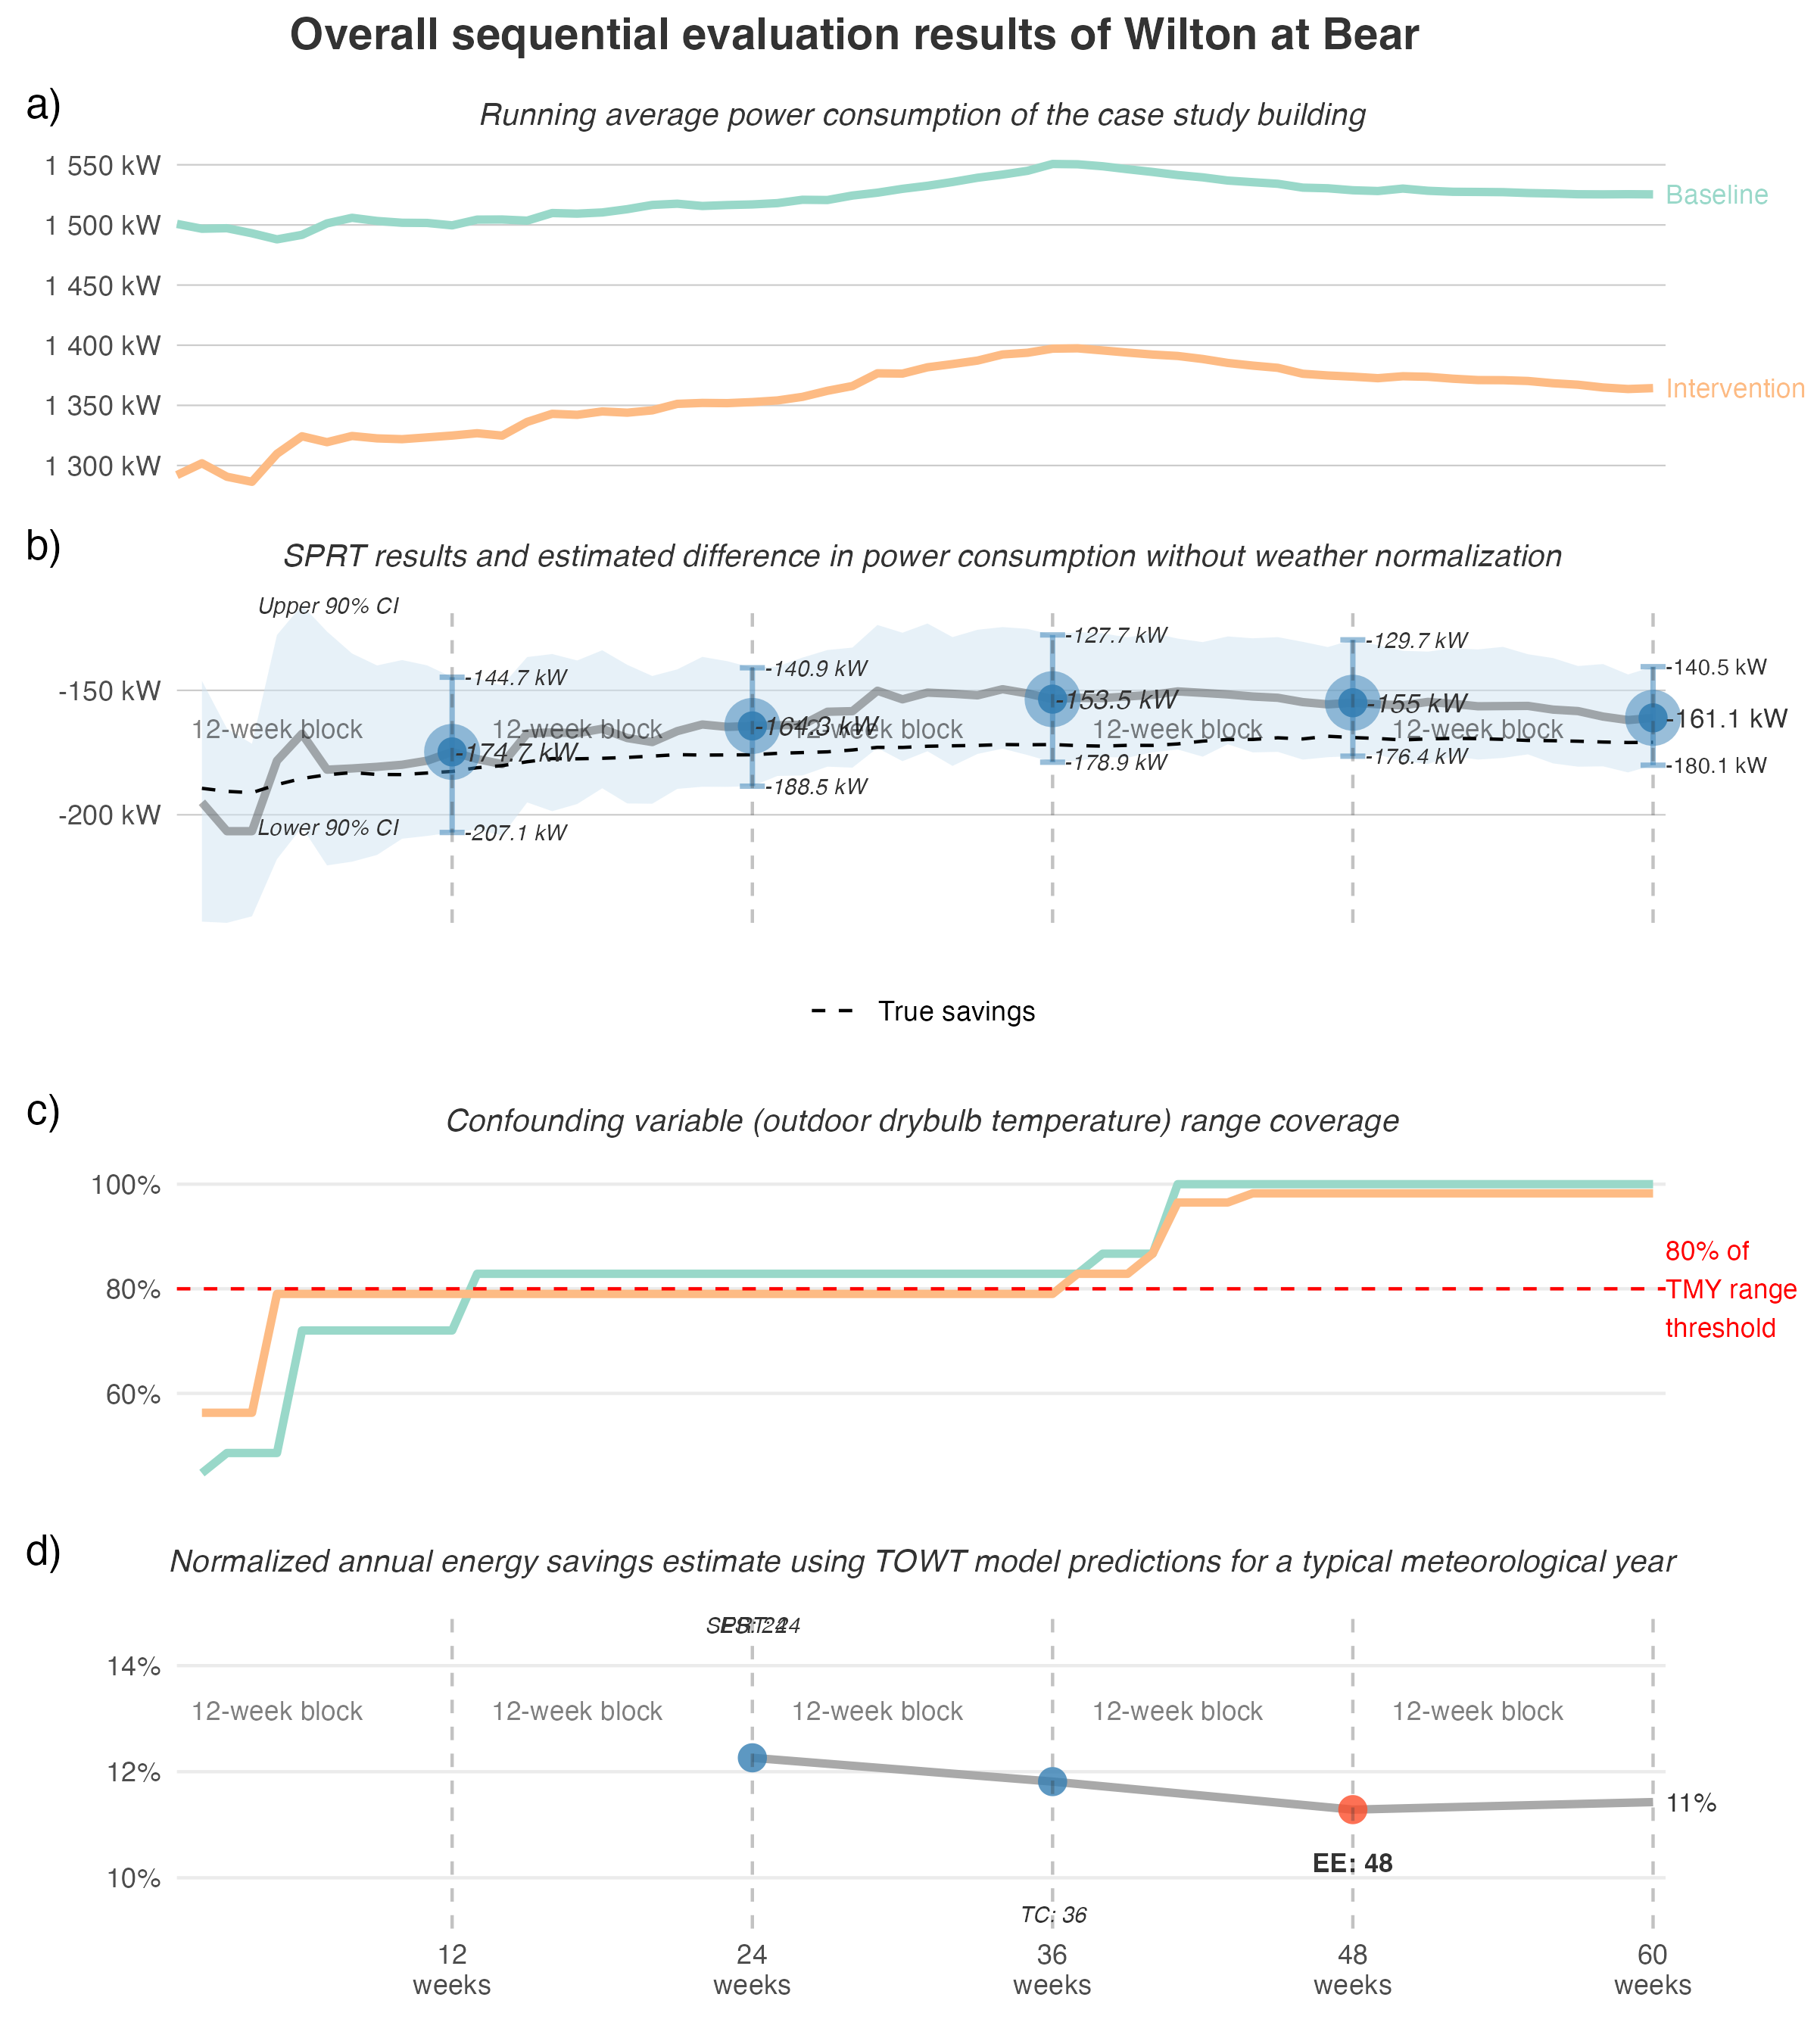 Overall sequential evaluation results of Wilton at Bear
a)
Running average power consumption of the case study building
1 550 kW
1 500 kW
1 450 kW
1 400 kW
1 350 kW
1 300 kW
Baseline
Intervention
b)
SPRT results and estimated difference in power consumption without weather normalization
Upper 90% CI
-127.7 kW
-129.7 kW
-140.9 kW
-140.5 kW
-144.7 kW
-150 kW
-153.5 kW
-155 kW
-161.1 kW
12-week block
12-week block
-164.3 kW
12-week block
12-week block
12-week block
-174.7 kW
-178.9 kW
-176.4 kW
-180.1 kW
-188.5 kW
-200 kW
Lower 90% CI
-207.1 kW
True savings
c)
Confounding variable (outdoor drybulb temperature) range coverage
100%
80%
60%
80% of
TMY range
threshold
d)
Normalized annual energy savings estimate using TOWT model predictions for a typical meteorological year
14%
12-week block
12-week block
12-week block
12-week block
12-week block
12%
11%
EE: 48
10%
TC: 36
12
weeks
24
weeks
36
weeks
48
weeks
60
weeks